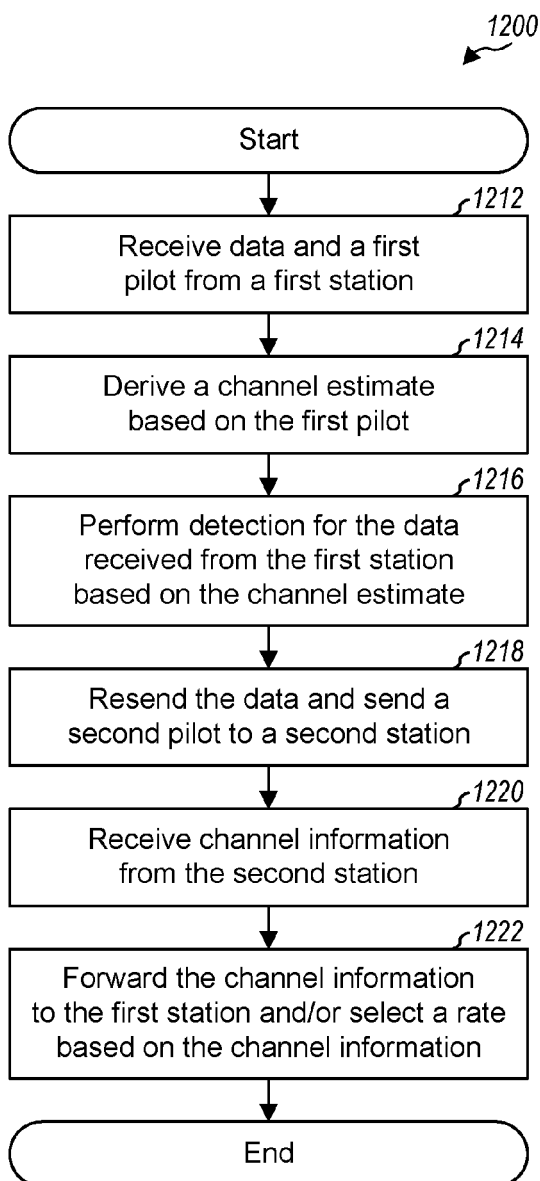 1200
Start
1212
Receive data and a first
pilot from a first station
1214
Derive a channel estimate
based on the first pilot
1216
Perform detection for the data
received from the first station
based on the channel estimate
1218
Resend the data and send a
second pilot to a second station
1220
Receive channel information
from the second station
1222
Forward the channel information
to the first station and/or select a rate
based on the channel information
End